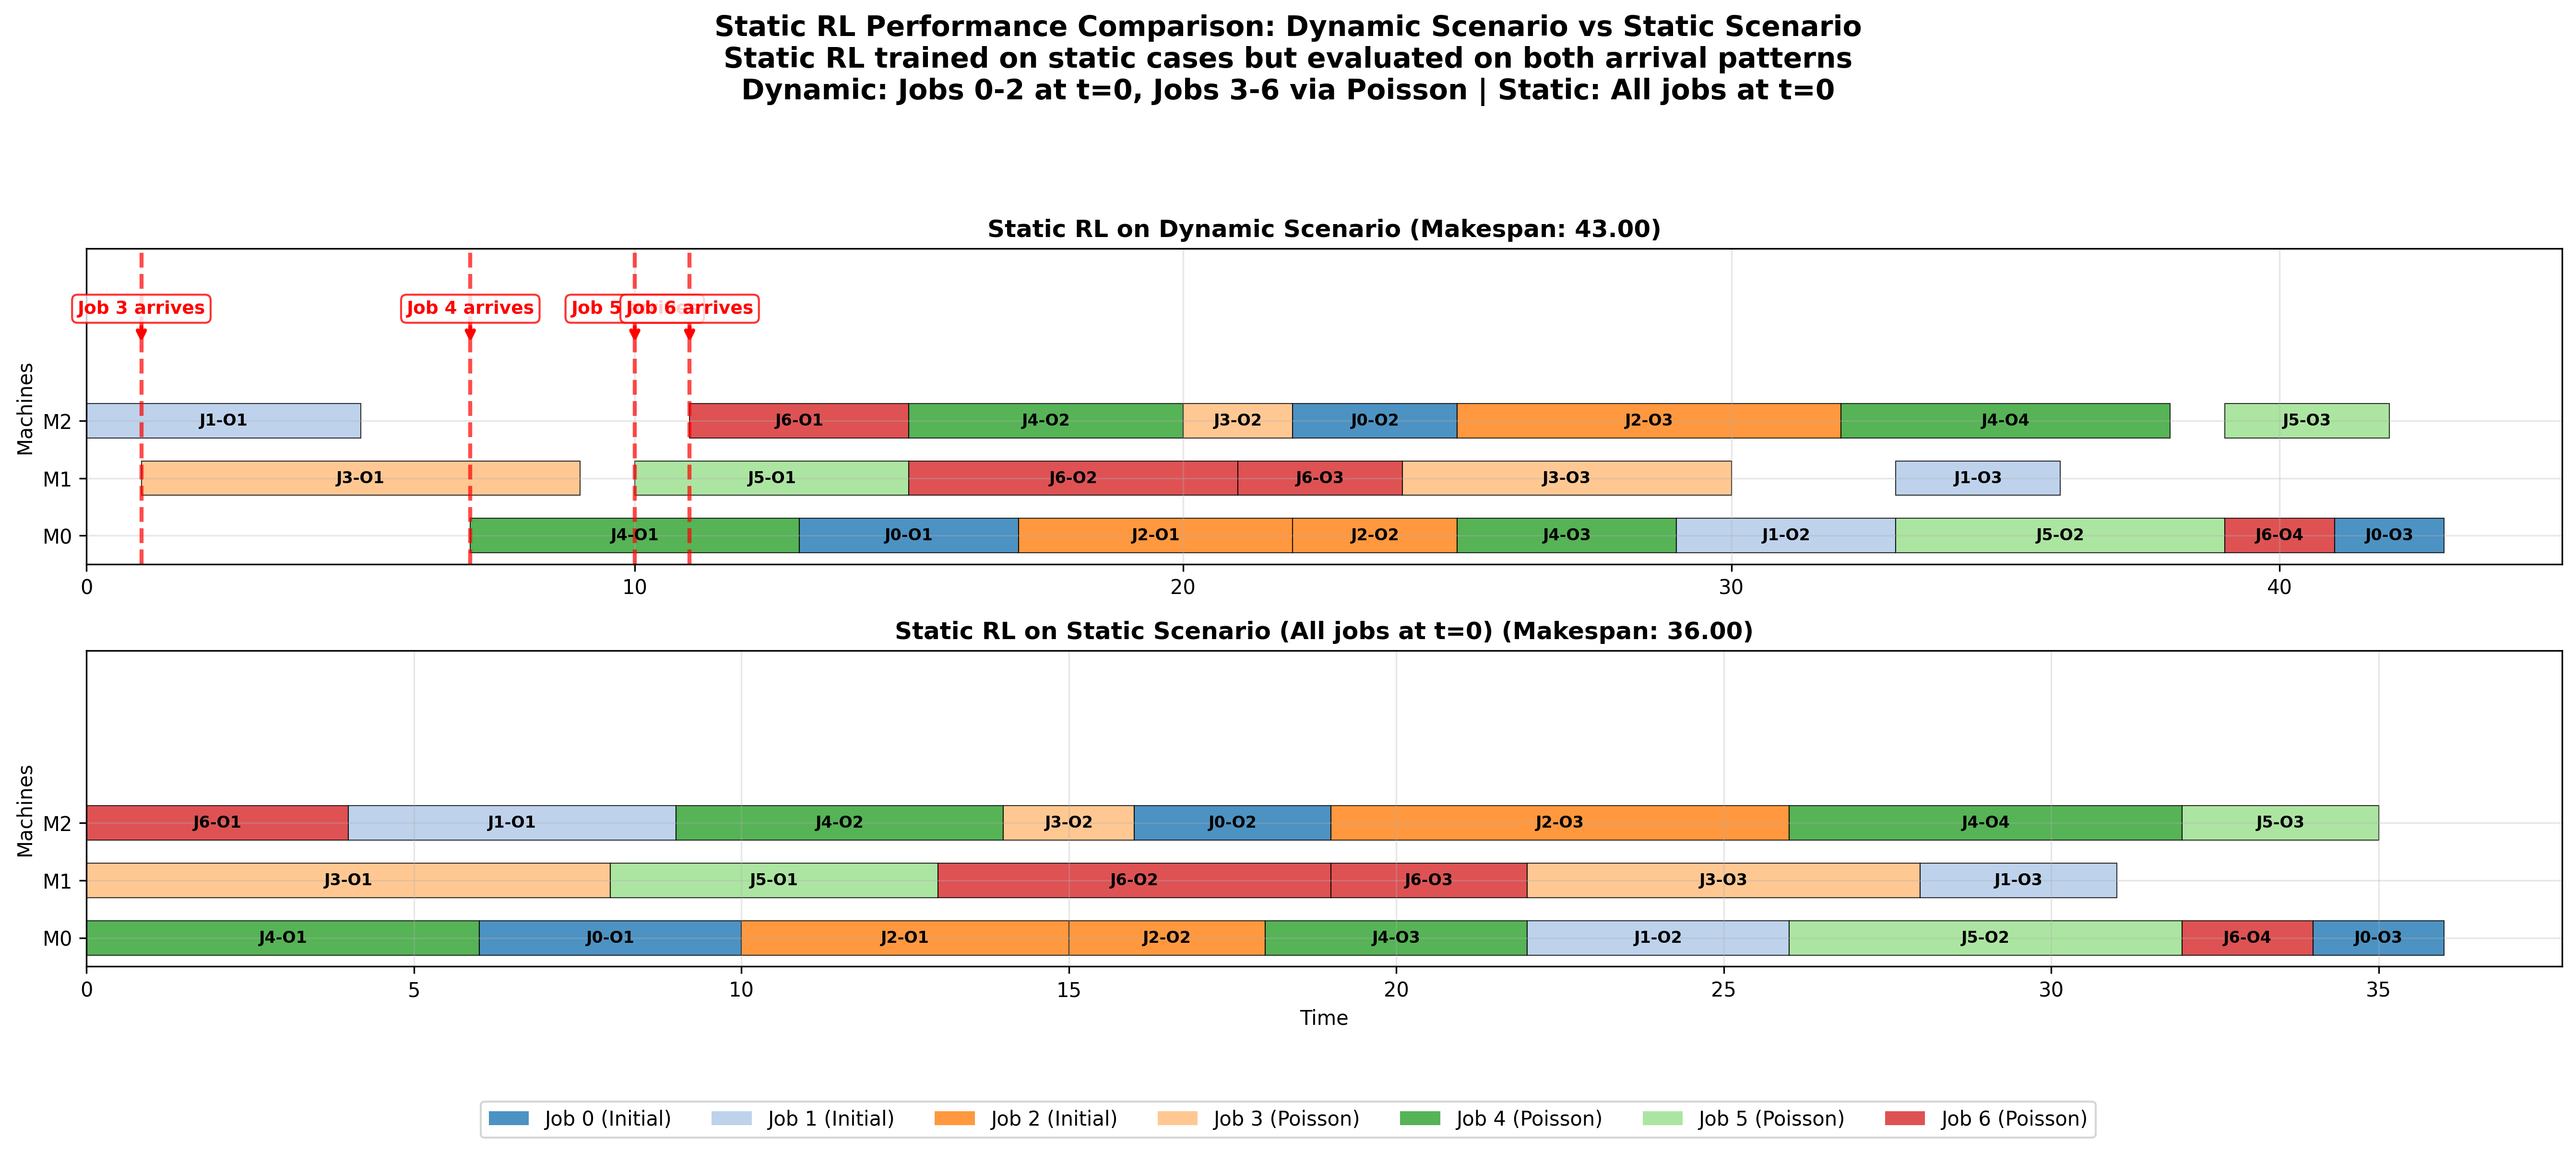 Static RL Performance Comparison: Dynamic Scenario vs Static Scenario
Static RL trained on static cases but evaluated on both arrival patterns
Dynamic: Jobs 0-2 at t=0, Jobs 3-6 via Poisson | Static: All jobs at t=0
Static RL on Dynamic Scenario (Makespan: 43.00)
Job 3 arrives
Job 4 arrives
Job 5
Job 6 arrives
Machines
M2
J1-O1
J6-O1
J4-O2
J3-O2
J0-O2
J2-O3
J4-O4
J5-O3
M1
J3-O1
J5-O1
J6-O2
J6-O3
J3-O3
J1-O3
M0
J4-O1
J0-O1
J2-O1
J2-O2
J4-O3
J1-O2
J5-O2
J6-O4
J0-O3
0
10
20
30
40
Static RL on Static Scenario (All jobs at t=0) (Makespan: 36.00)
Machines
M2
J6-O1
J1-O1
J4-O2
J3-O2
J0-O2
J2-O3
J4-O4
J5-O3
M1
J3-O1
J5-O1
J6-O2
J6-O3
J3-O3
J1-O3
M0
J4-O1
J0-O1
J2-O1
J2-O2
J4-O3
J1-O2
J5-O2
J6-O4
J0-O3
0
5
10
15
20
25
30
35
Time
Job 0 (Initial)
Job 1 (Initial)
Job 2 (Initial)
Job 3 (Poisson)
Job 4 (Poisson)
Job 5 (Poisson)
Job 6 (Poisson)